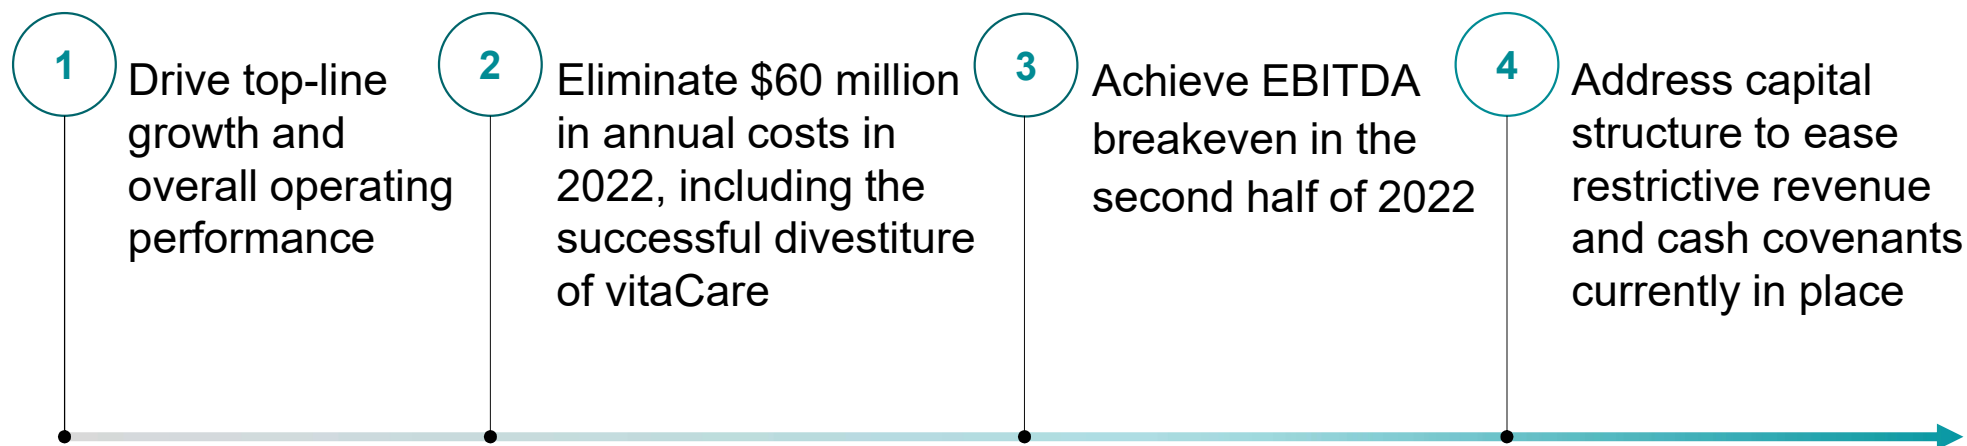 1
Drive top-line
growth and
overall operating
performance
2
Eliminate $60 million
in annual costs in
2022, including the
successful divestiture
of vitaCare
3
Achieve EBITDA
breakeven in the
second half of 2022
4
Address capital
structure to ease
restrictive revenue
and cash covenants
currently in place